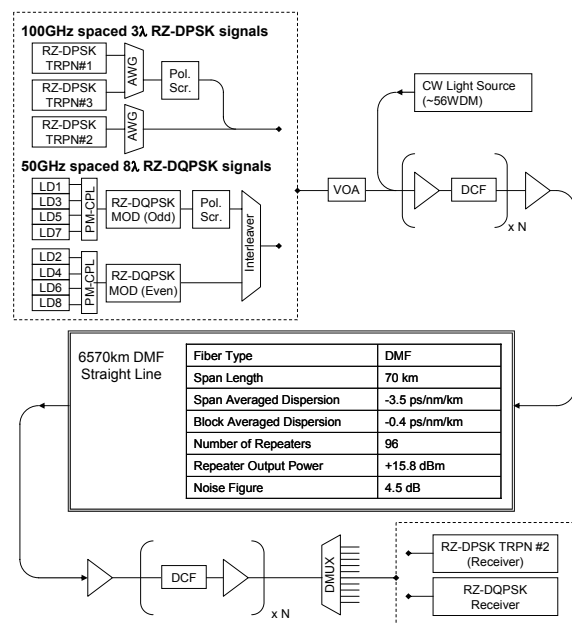 100GHz spaced 3λ RZ-DPSK signals
RZ-DPSK
TRPN#1
RZ-DPSK
TRPN#3
RZ-DPSK
TRPN#2
AWG
AWG
Pol.
Scr.
50GHz spaced 8λ RZ-DQPSK signals
LD1
LD3
LD5
LD7
PM-CPL
RZ-DQPSK
MOD (Odd)
Pol.
Scr.
LD2
LD4
LD6
LD8
PM-CPL
RZ-DQPSK
MOD (Even)
Interleaver
VOA
CW Light Source
(~56WDM)
DCF
x N
6570km DMF
Straight Line
Fiber Type DMF
Span Length 70 km
Span Averaged Dispersion -3.5 ps/nm/km
Block Averaged Dispersion -0.4 ps/nm/km
Number of Repeaters 96
Repeater Output Power +15.8 dBm
Noise Figure 4.5 dB
DCF
x N
DMUX
RZ-DPSK TRPN #2
(Receiver)
RZ-DQPSK
Receiver